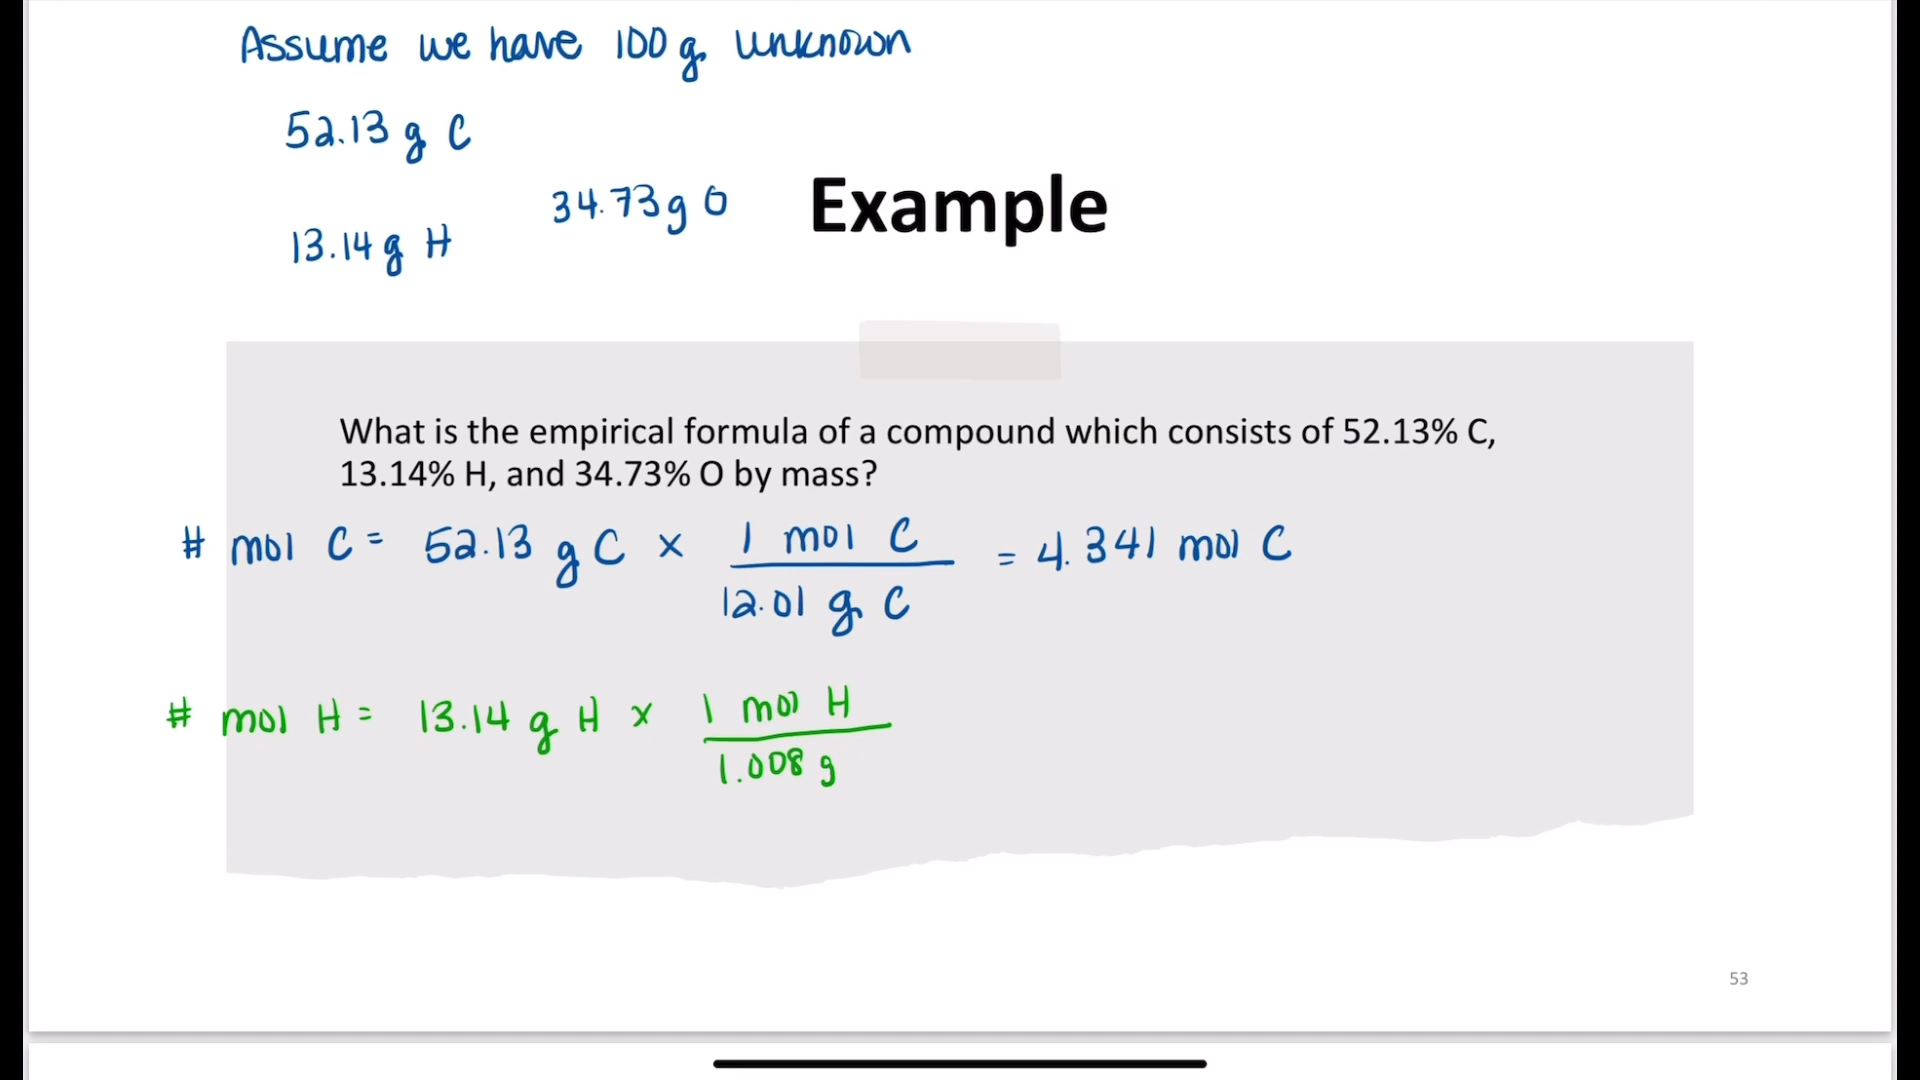 Assume we have 100 g unknown
52.13 g C
34.73 g O
13.14 g H
Example
What is the empirical formula of a compound which consists of 52.13% C,
13.14% H, and 34.73% O by mass?
# mol C = 52.13 g C x 1 mol C / 12.01 g C = 4.341 mol C
# mol H = 13.14 g H x 1 mol H / 1.008 g
53